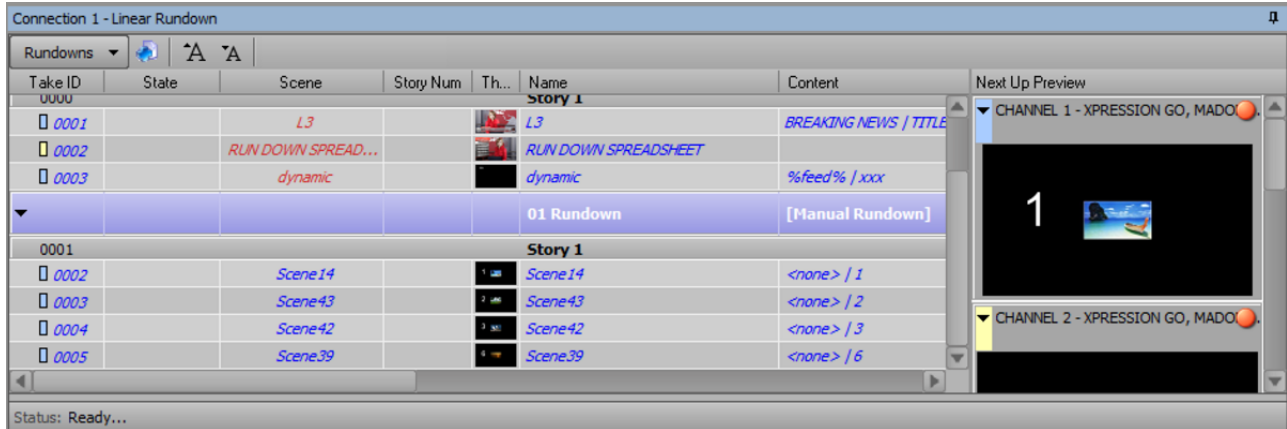 Connection 1 - Linear Rundown
Rundowns A A
Take ID State Scene Story Num Th... Name Content Next Up Preview
0000 Story 1
0001 L3 L3 BREAKING NEWS | TITLE
0002 RUN DOWN SPREAD... RUN DOWN SPREADSHEET
0003 dynamic dynamic %feed% | xxx
01 Rundown [Manual Rundown]
0001 Story 1
0002 Scene14 Scene14 <none> | 1
0003 Scene43 Scene43 <none> | 2
0004 Scene42 Scene42 <none> | 3
0005 Scene39 Scene39 <none> | 6
CHANNEL 1 - XPRESSION GO, MADO
1
CHANNEL 2 - XPRESSION GO, MADO
Status: Ready...